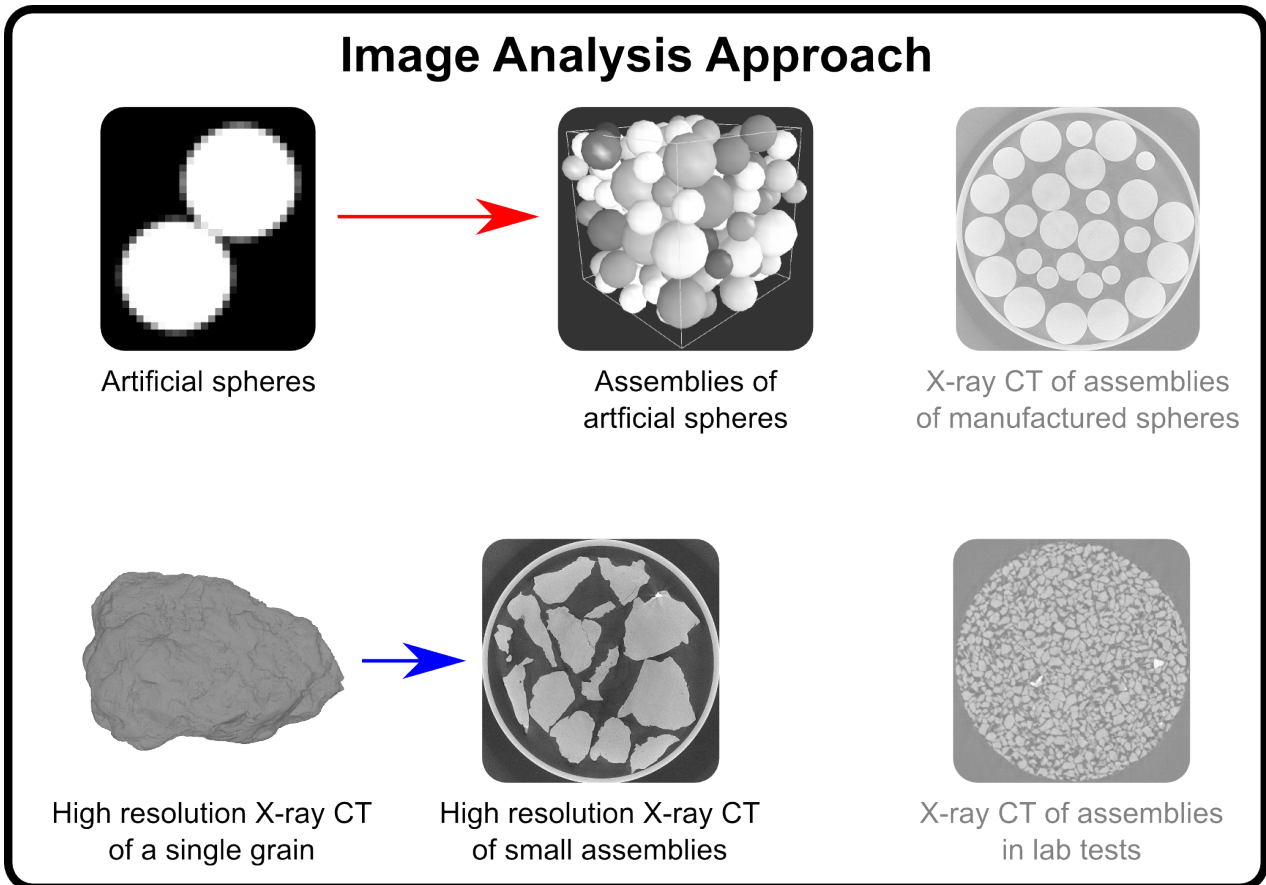 Image Analysis Approach
Artificial spheres
Assemblies of
artficial spheres
X-ray CT of assemblies
of manufactured spheres
High resolution X-ray CT
of a single grain
High resolution X-ray CT
of small assemblies
X-ray CT of assemblies
in lab tests